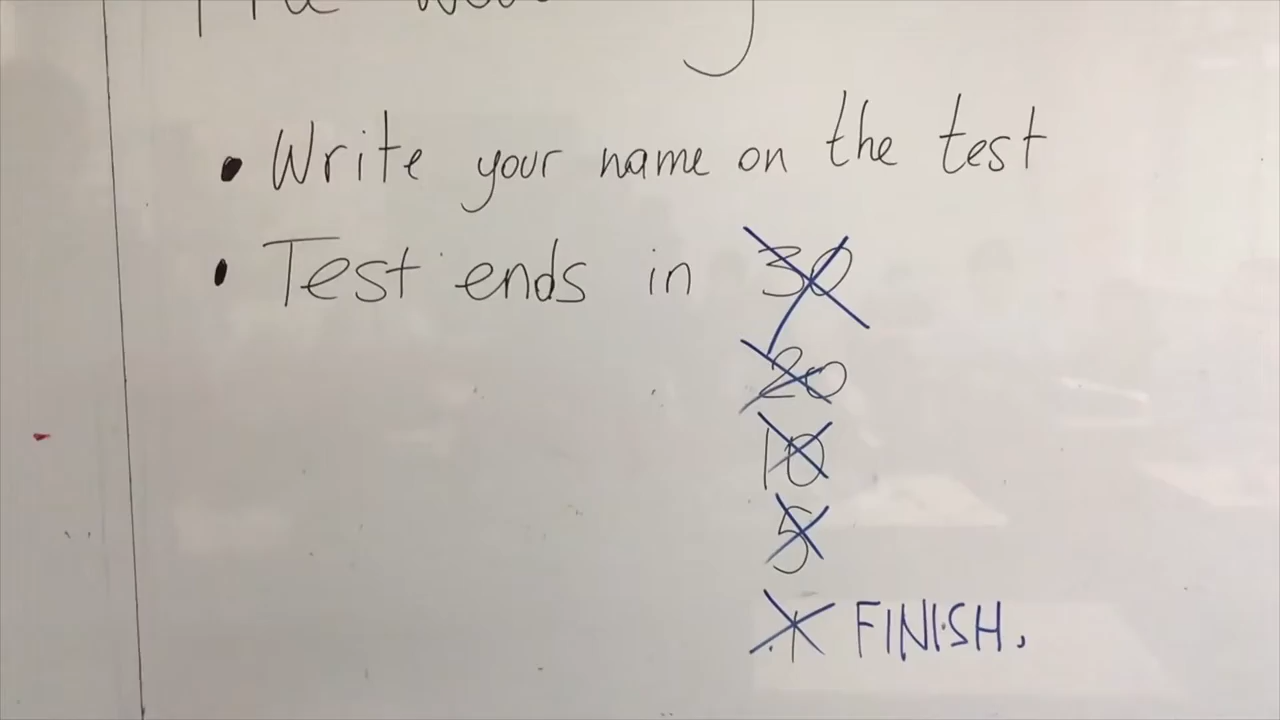 • Write your name on the test
• Test ends in 30
20
10
5
1 FINISH.